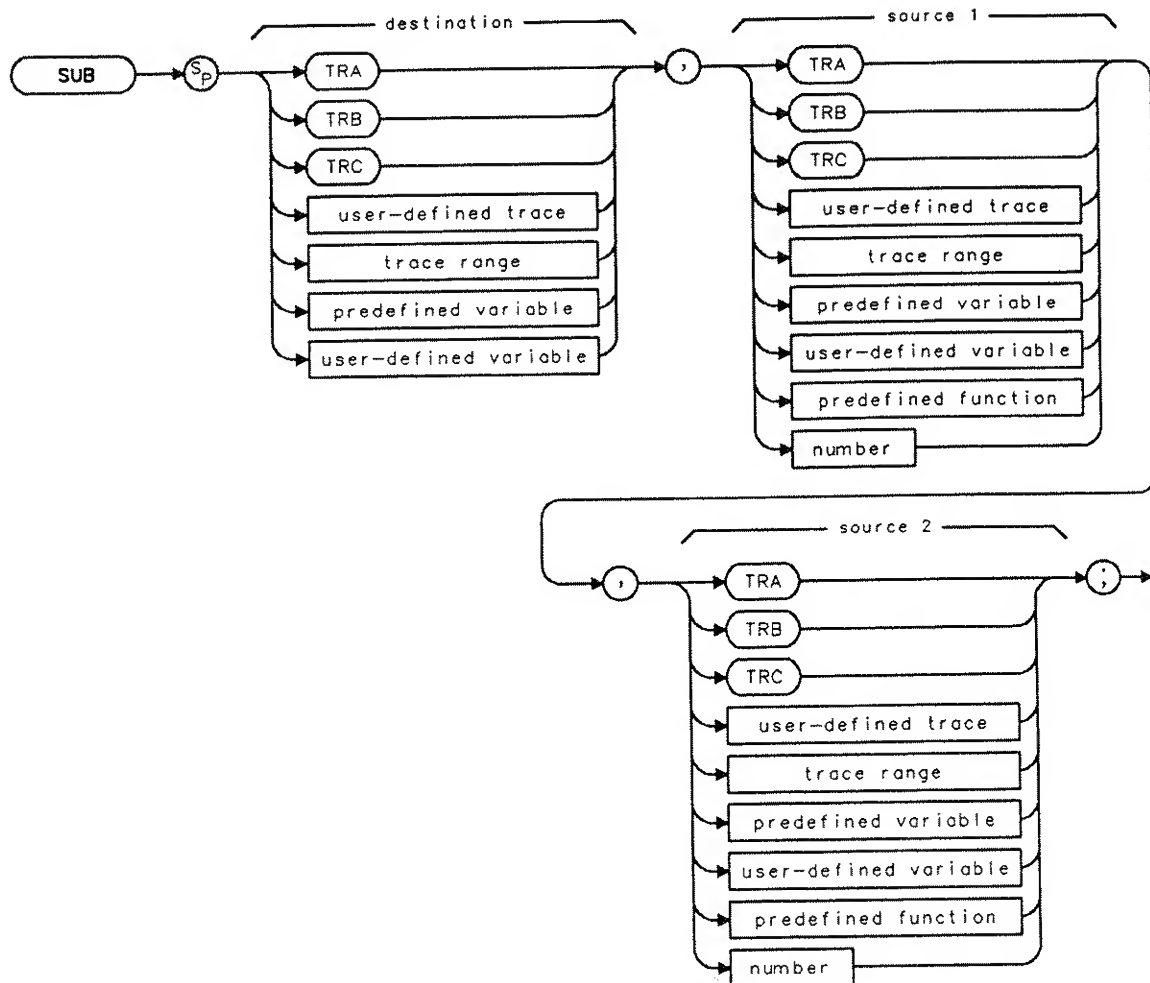 destination
SUB
Sp
TRA
TRB
TRC
user-defined trace
trace range
predefined variable
user-defined variable
,
source 1
TRA
TRB
TRC
user-defined trace
trace range
predefined variable
user-defined variable
predefined function
number
,
source 2
TRA
TRB
TRC
user-defined trace
trace range
predefined variable
user-defined variable
predefined function
number
;